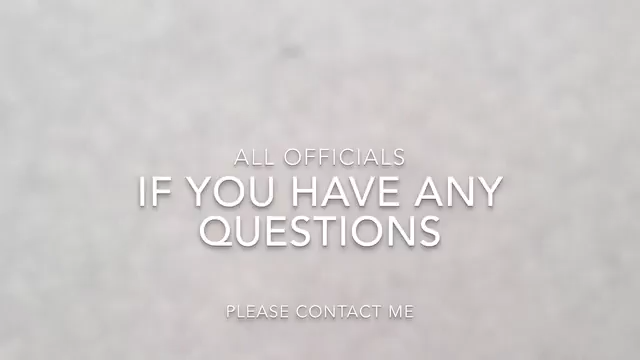 ALL OFFICIALS
IF YOU HAVE ANY
QUESTIONS
PLEASE CONTACT ME